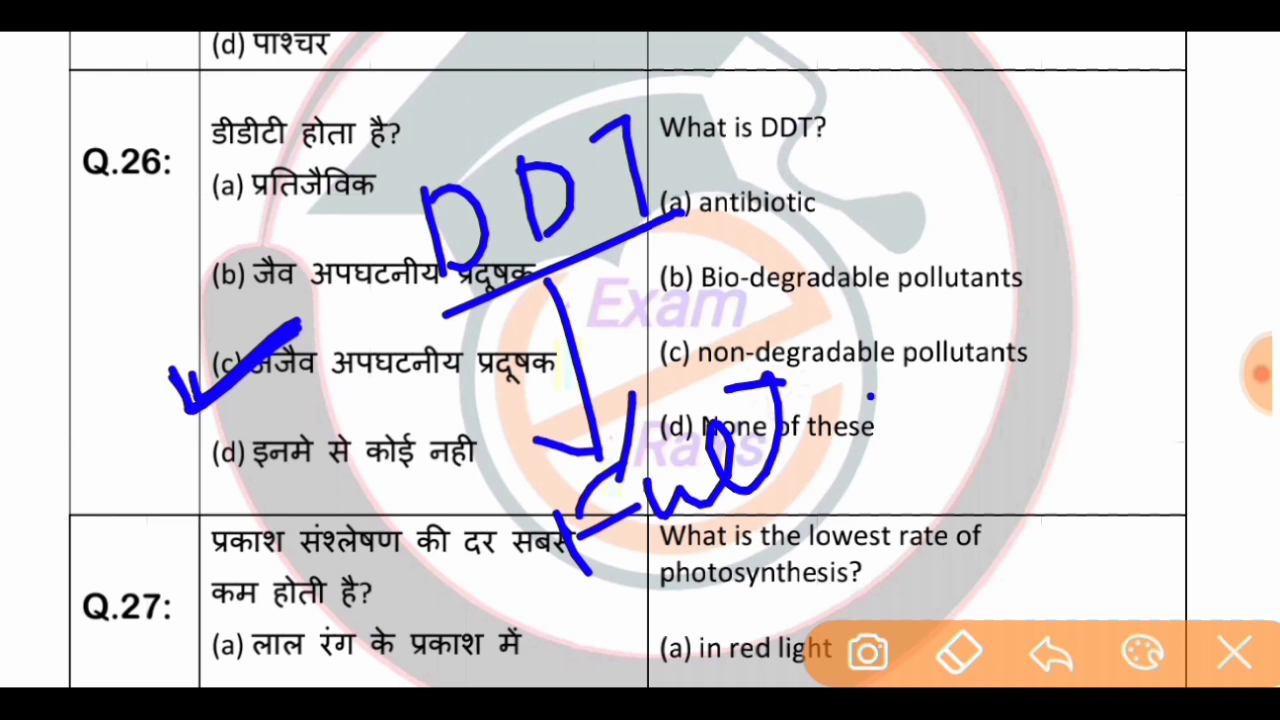 (d) पाश्चर
Q.26:
डीडीटी होता है?
(a) प्रतिजैविक
(b) जैव अपघटनीय प्रदूषक
(c) अजैव अपघटनीय प्रदूषक
(d) इनमे से कोई नही
What is DDT?
(a) antibiotic
(b) Bio-degradable pollutants
(c) non-degradable pollutants
(d) None of these
DDT
Exam
Q.27:
प्रकाश संश्लेषण की दर सबसे
कम होती है?
(a) लाल रंग के प्रकाश में
What is the lowest rate of
photosynthesis?
(a) in red light